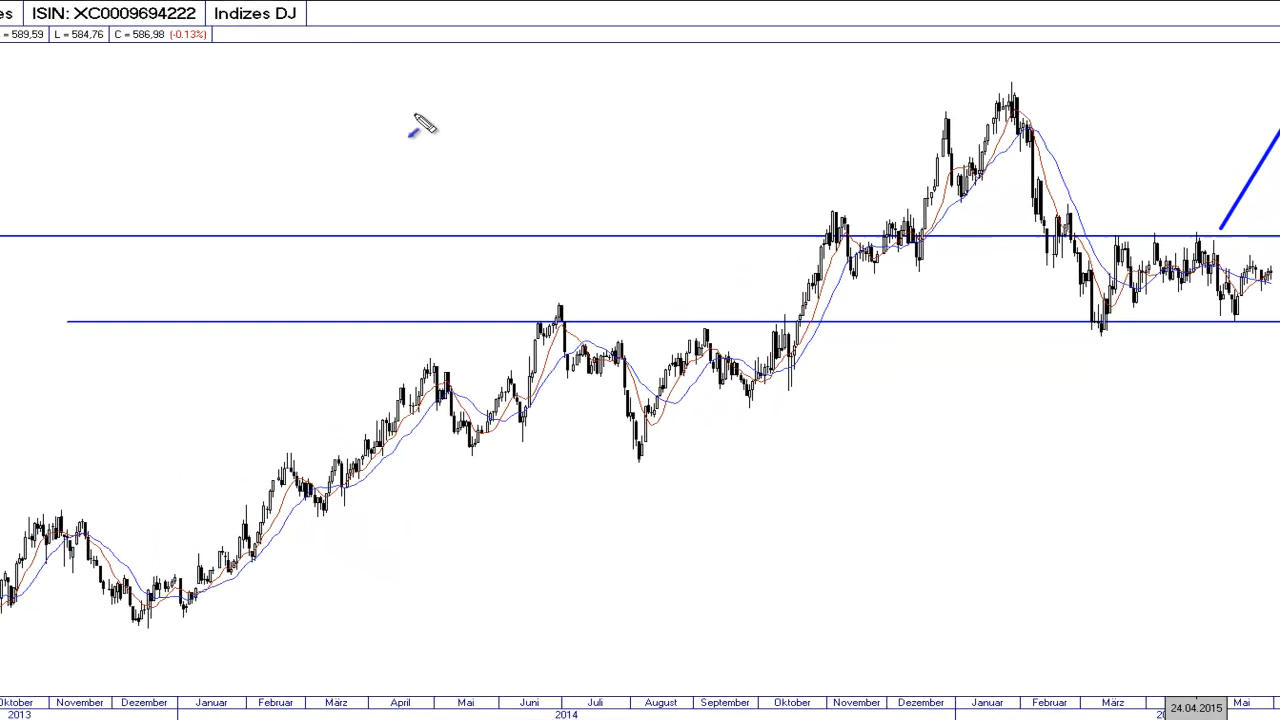 es ISIN: XC0009694222 Indizes DJ
= 589,59 L = 584,76 C = 586,98 (-0.13%)
Oktober November Dezember Januar Februar März April Mai Juni Juli August September Oktober November Dezember Januar Februar März 24.04.2015 Mai
2013 2014 20